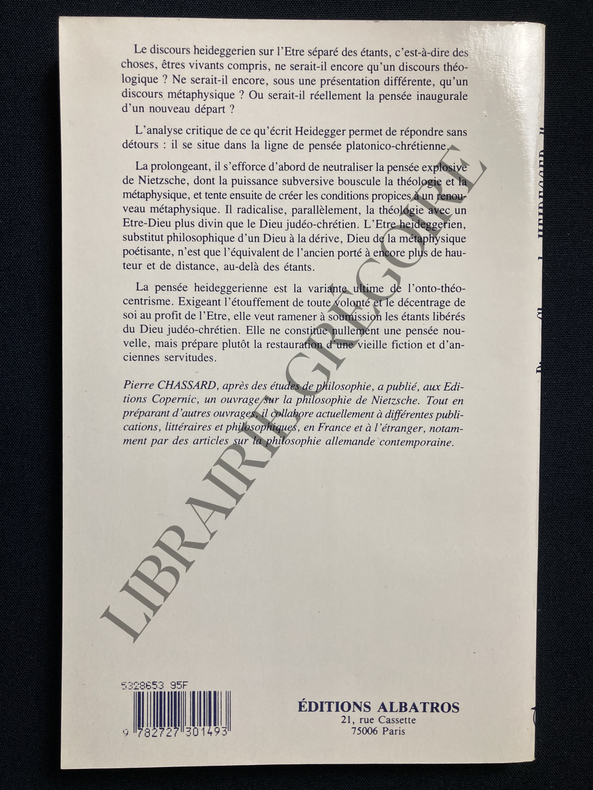 Le discours heideggerien sur l'Etre séparé des étants, c'est-à-dire des
choses, êtres vivants compris, ne serait-il encore qu'un discours théo-
logique ? Ne serait-il encore, sous une présentation différente, qu'un
discours métaphysique ? Ou serait-il réellement la pensée inaugurale
d'un nouveau départ ?
L'analyse critique de ce qu'écrit Heidegger permet de répondre sans
détours : il se situe dans la ligne de pensée platonico-chrétienne.
La prolongeant, il s'efforce d'abord de neutraliser la pensée explosive
de Nietzsche, dont la puissance subversive bouscule la théologie et la
métaphysique, et tente ensuite de créer les conditions propices à un renou-
veau métaphysique. Il radicalise, parallèlement, la théologie avec un
Etre-Dieu plus divin que le Dieu judéo-chrétien. L'Etre heideggerien,
substitut philosophique d'un Dieu à la dérive, Dieu de la métaphysique
poétisante, n'est que l'équivalent de l'ancien porté à encore plus de hau-
teur et de distance, au-delà des étants.
La pensée heideggerienne est la variante ultime de l'onto-théo-
centrisme. Exigeant l'étouffement de toute volonté et le décentrage de
soi au profit de l'Etre, elle veut ramener à soumission les étants libérés
du Dieu judéo-chrétien. Elle ne constitue nullement une pensée nou-
velle, mais prépare plutôt la restauration d'une vieille fiction et d'an-
ciennes servitudes.
Pierre CHASSARD, après des études de philosophie, a publié, aux Edi-
tions Copernic, un ouvrage sur la philosophie de Nietzsche. Tout en
préparant d'autres ouvrages, il collabore actuellement à différentes publi-
cations, littéraires et philosophiques, en France et à l'étranger, notam-
ment par des articles sur la philosophie allemande contemporaine.
LIBRAIRIE GRÉGOIRE
5328653 95F
9 782727 301493
ÉDITIONS ALBATROS
21, rue Cassette
75006 Paris